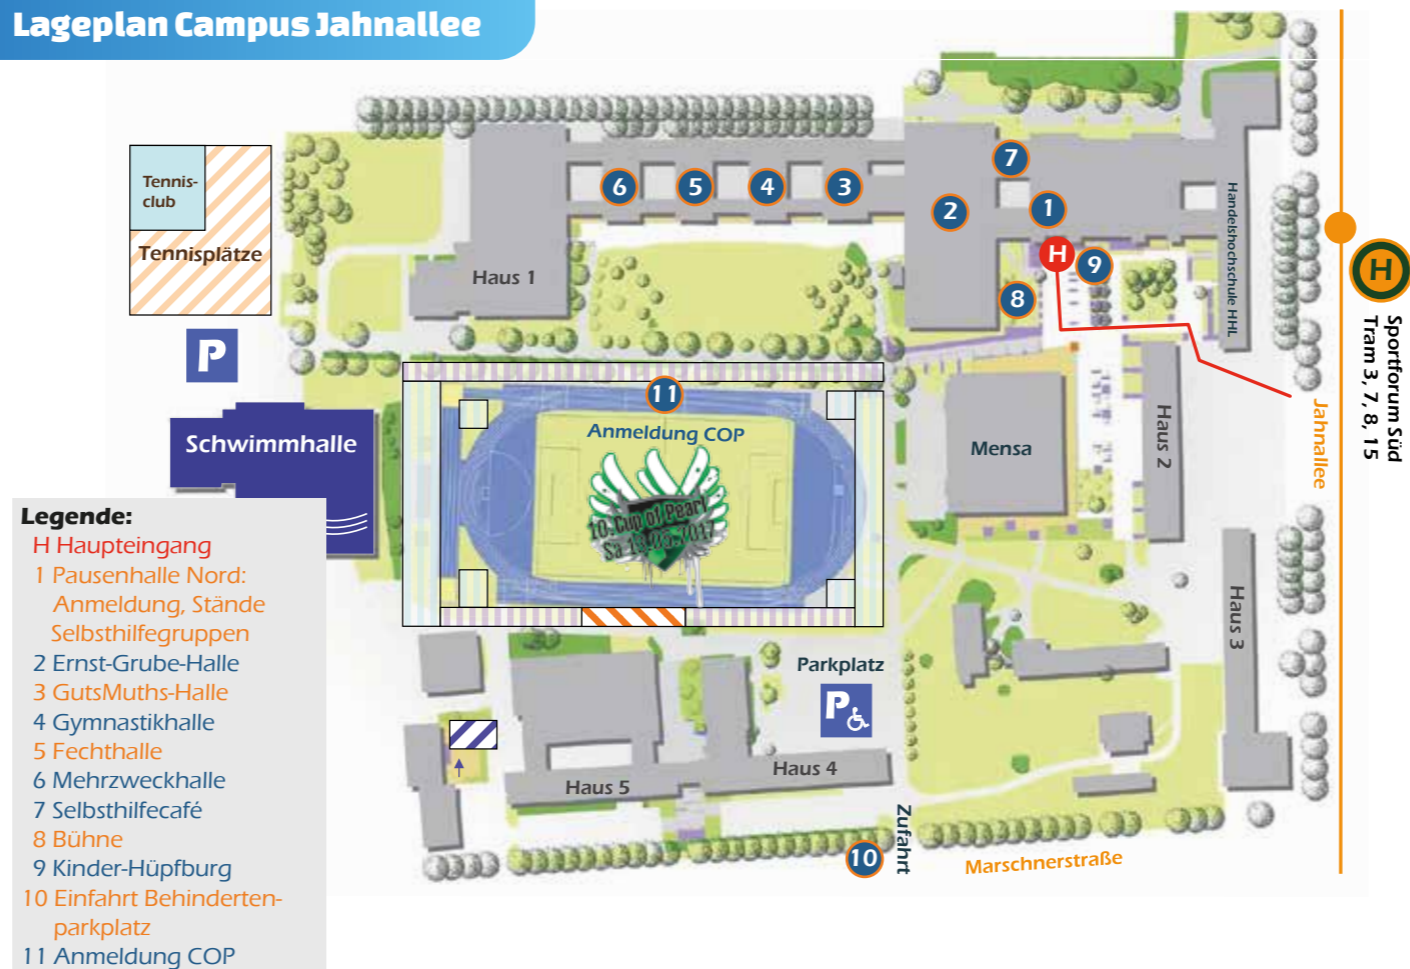 Lageplan Campus Jahnallee
Tennis-
club
Tennisplätze
P
Schwimmhalle
Haus 1
6
5
4
3
2
7
1
H
9
8
Handelshochschule HHL
H
Sportforum Süd
Tram 3, 7, 8, 15
Jahnallee
11
Anmeldung COP
10. Cup of Pearl
Mensa
Haus 2
Haus 3
Parkplatz
P
Haus 4
Haus 5
Zufahrt
10
Marschnerstraße
Legende:
H Haupteingang
1 Pausenhalle Nord:
Anmeldung, Stände
Selbsthilfegruppen
2 Ernst-Grube-Halle
3 GutsMuths-Halle
4 Gymnastikhalle
5 Fechthalle
6 Mehrzweckhalle
7 Selbsthilfecafé
8 Bühne
9 Kinder-Hüpfburg
10 Einfahrt Behinderten-
parkplatz
11 Anmeldung COP